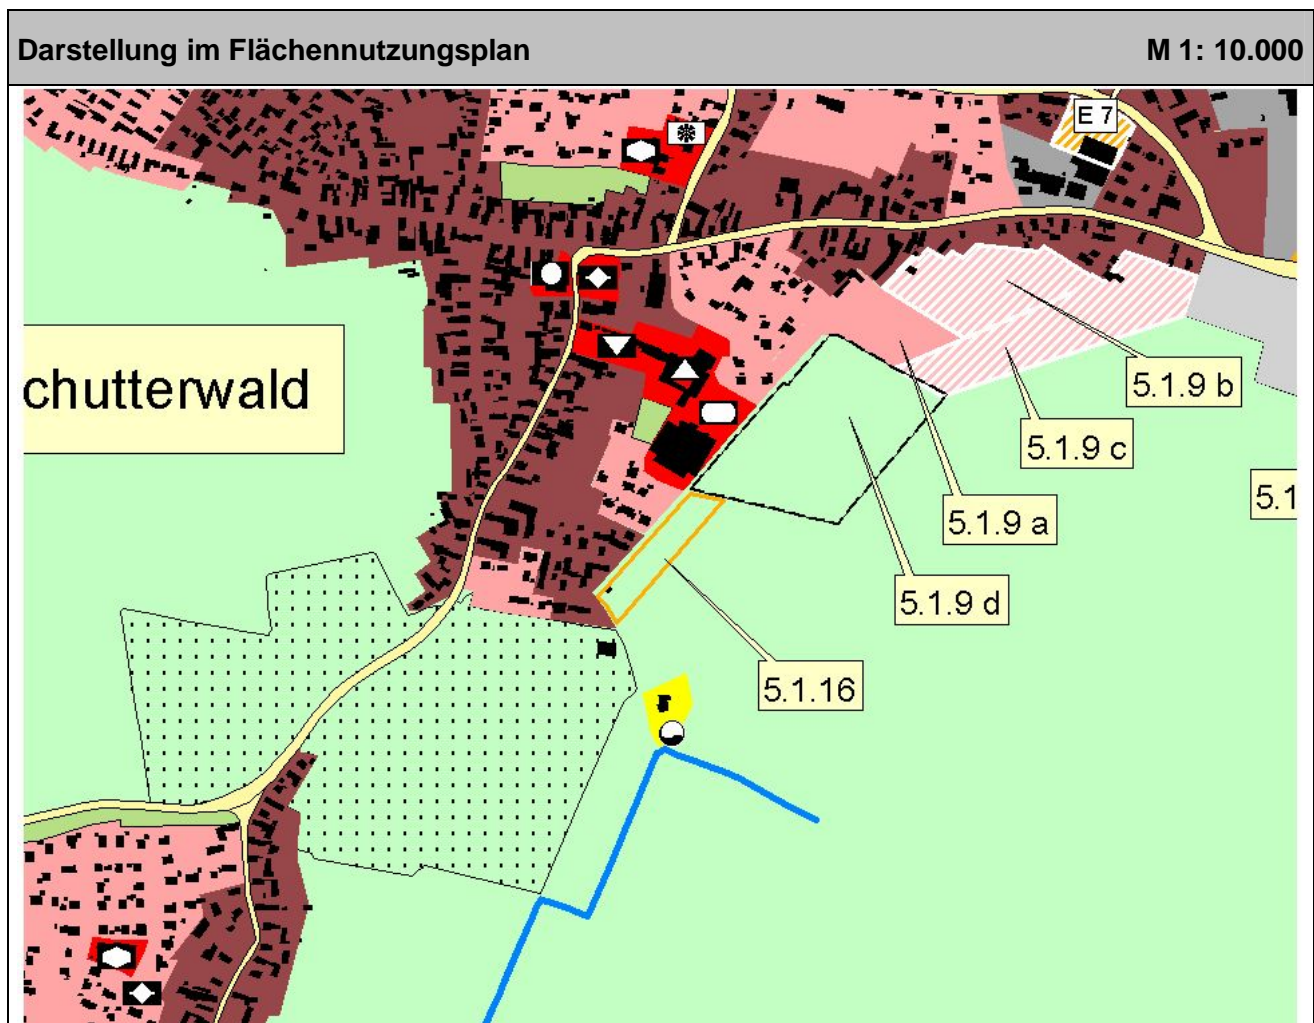 Darstellung im Flächennutzungsplan M 1: 10.000
E 7
chutterwald
5.1.9 b
5.1.9 c
5.1
5.1.9 a
5.1.9 d
5.1.16